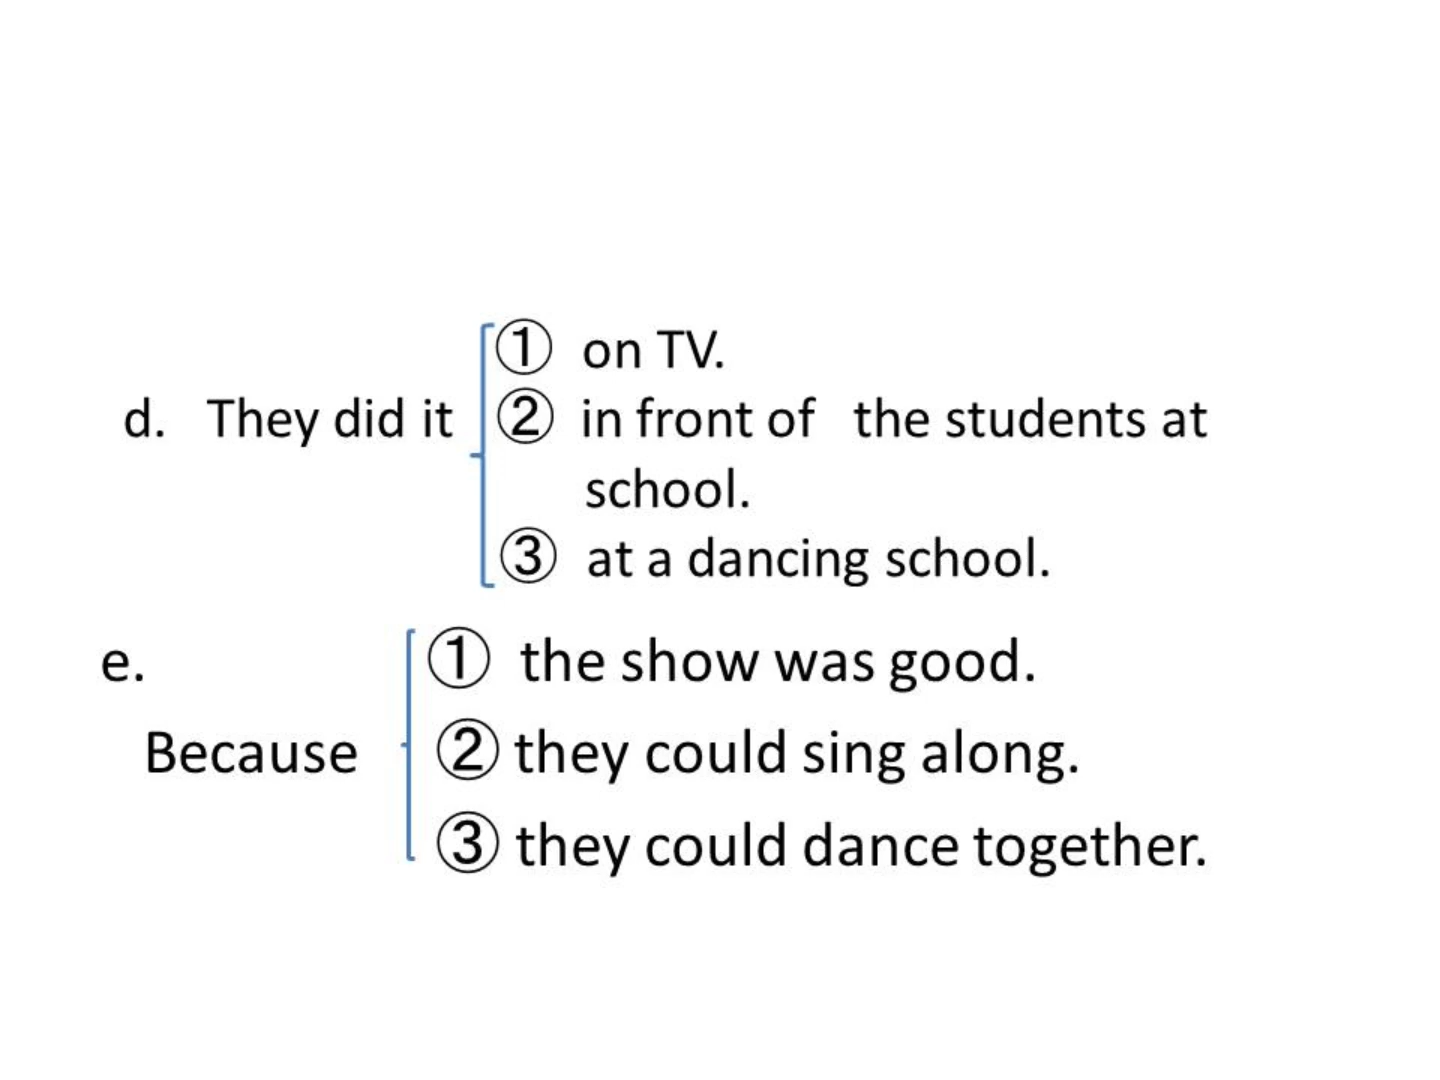 ① on TV.
d. They did it ② in front of the students at
school.
③ at a dancing school.
e. ① the show was good.
Because ② they could sing along.
③ they could dance together.